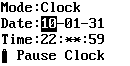 Mode:Clock
Date:10-01-31
Time:22:**:59
Pause Clock